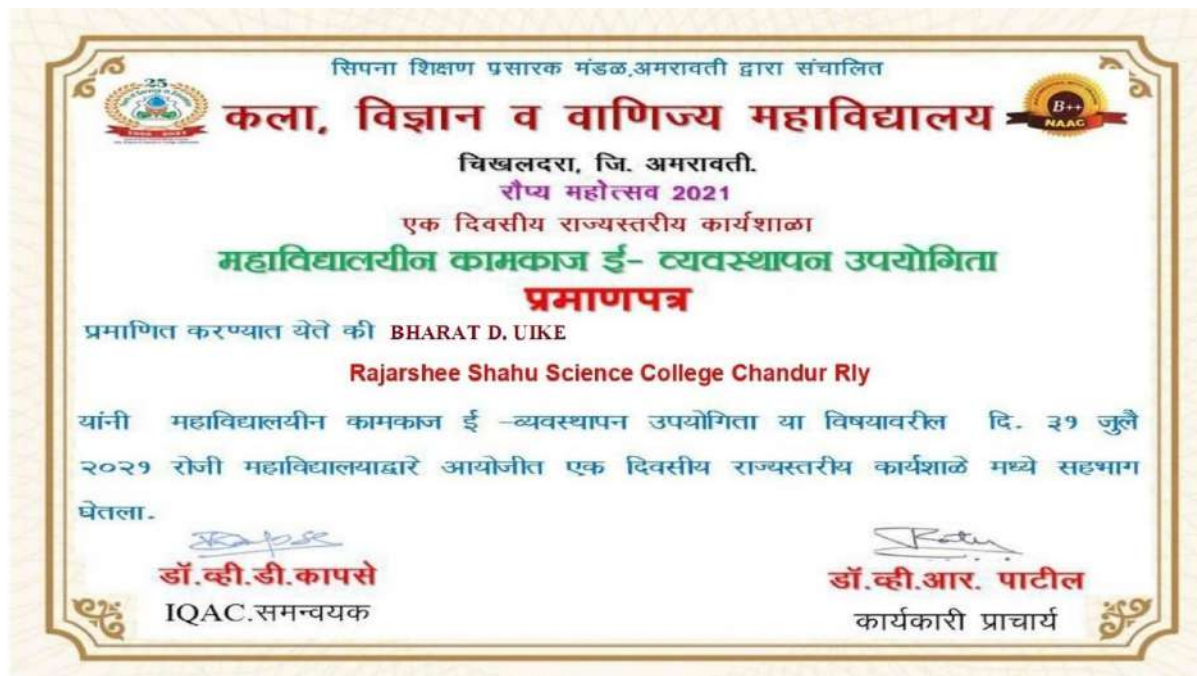 सिपना शिक्षण प्रसारक मंडळ,अमरावती द्वारा संचालित
25
कला, विज्ञान व वाणिज्य महाविद्यालय
B++
NAAC
चिखलदरा, जि. अमरावती.
रौप्य महोत्सव 2021
एक दिवसीय राज्यस्तरीय कार्यशाळा
महाविद्यालयीन कामकाज ई- व्यवस्थापन उपयोगिता
प्रमाणपत्र
प्रमाणित करण्यात येते की BHARAT D. UIKE
Rajarshee Shahu Science College Chandur Rly
यांनी महाविद्यालयीन कामकाज ई -व्यवस्थापन उपयोगिता या विषयावरील दि. ३१ जुलै
२०२१ रोजी महाविद्यालयाद्वारे आयोजीत एक दिवसीय राज्यस्तरीय कार्यशाळे मध्ये सहभाग
घेतला.
डॉ.व्ही.डी.कापसे
IQAC.समन्वयक
डॉ.व्ही.आर. पाटील
कार्यकारी प्राचार्य